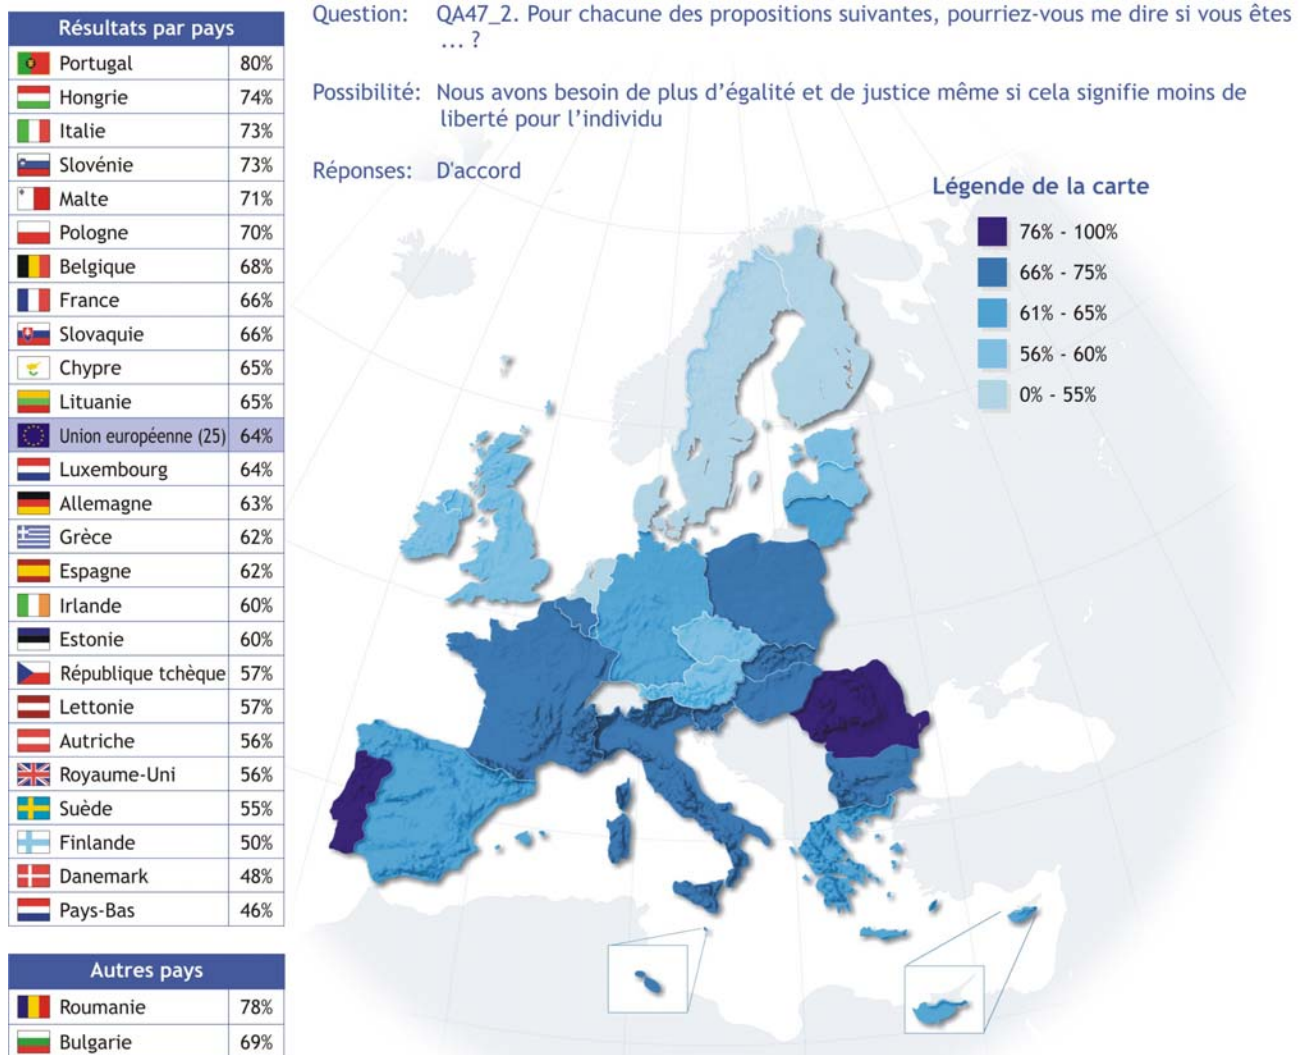 Question: QA47_2. Pour chacune des propositions suivantes, pourriez-vous me dire si vous êtes
... ?
Possibilité: Nous avons besoin de plus d’égalité et de justice même si cela signifie moins de
liberté pour l’individu
Réponses: D'accord
Résultats par pays
Portugal 80%
Hongrie 74%
Italie 73%
Slovénie 73%
Malte 71%
Pologne 70%
Belgique 68%
France 66%
Slovaquie 66%
Chypre 65%
Lituanie 65%
Union européenne (25) 64%
Luxembourg 64%
Allemagne 63%
Grèce 62%
Espagne 62%
Irlande 60%
Estonie 60%
République tchèque 57%
Lettonie 57%
Autriche 56%
Royaume-Uni 56%
Suède 55%
Finlande 50%
Danemark 48%
Pays-Bas 46%
Autres pays
Roumanie 78%
Bulgarie 69%
Légende de la carte
76% - 100%
66% - 75%
61% - 65%
56% - 60%
0% - 55%